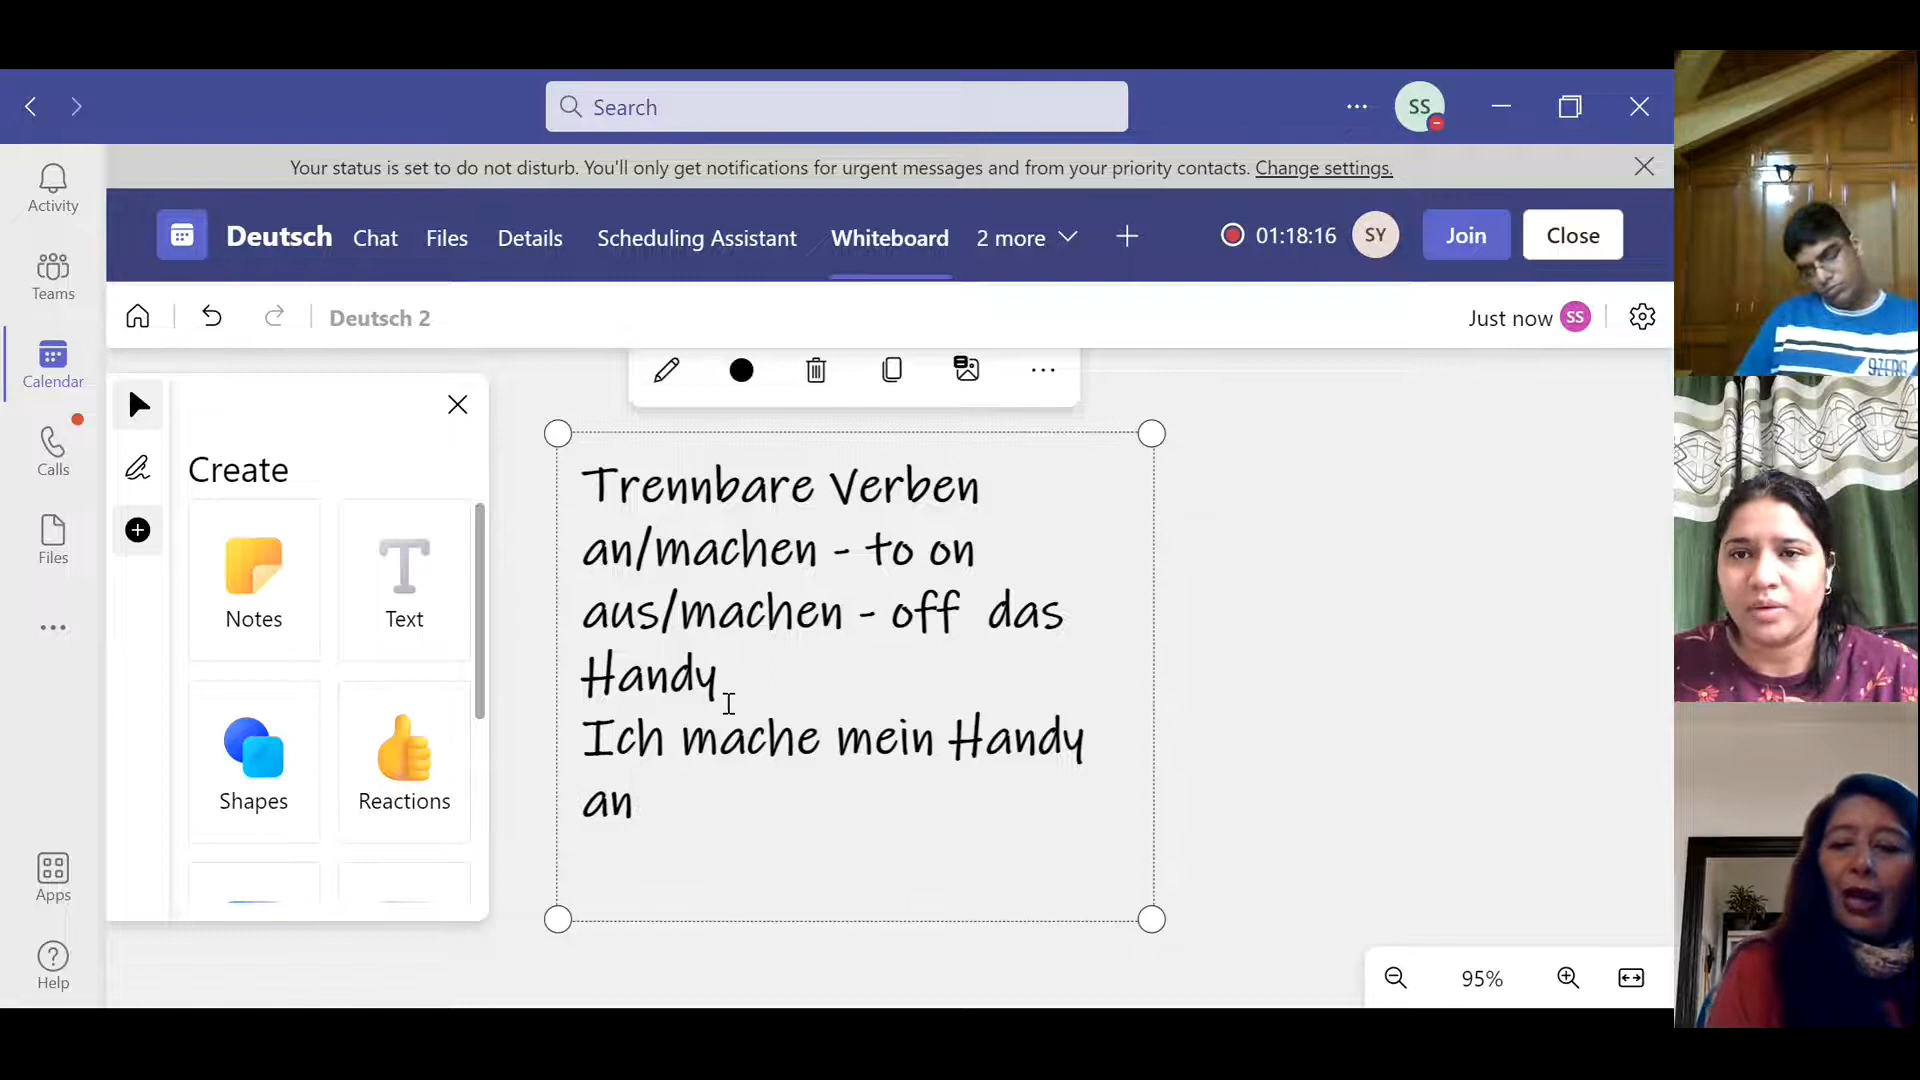 Search
SS
Your status is set to do not disturb. You'll only get notifications for urgent messages and from your priority contacts. Change settings.
Activity
Teams
Calendar
Calls
Files
Apps
Help
Deutsch Chat Files Details Scheduling Assistant Whiteboard 2 more 01:18:16 SY Join Close
Deutsch 2
Just now SS
Create
Notes
Text
Shapes
Reactions
Trennbare Verben
an/machen - to on
aus/machen - off das
Handy
Ich mache mein Handy
an
95%